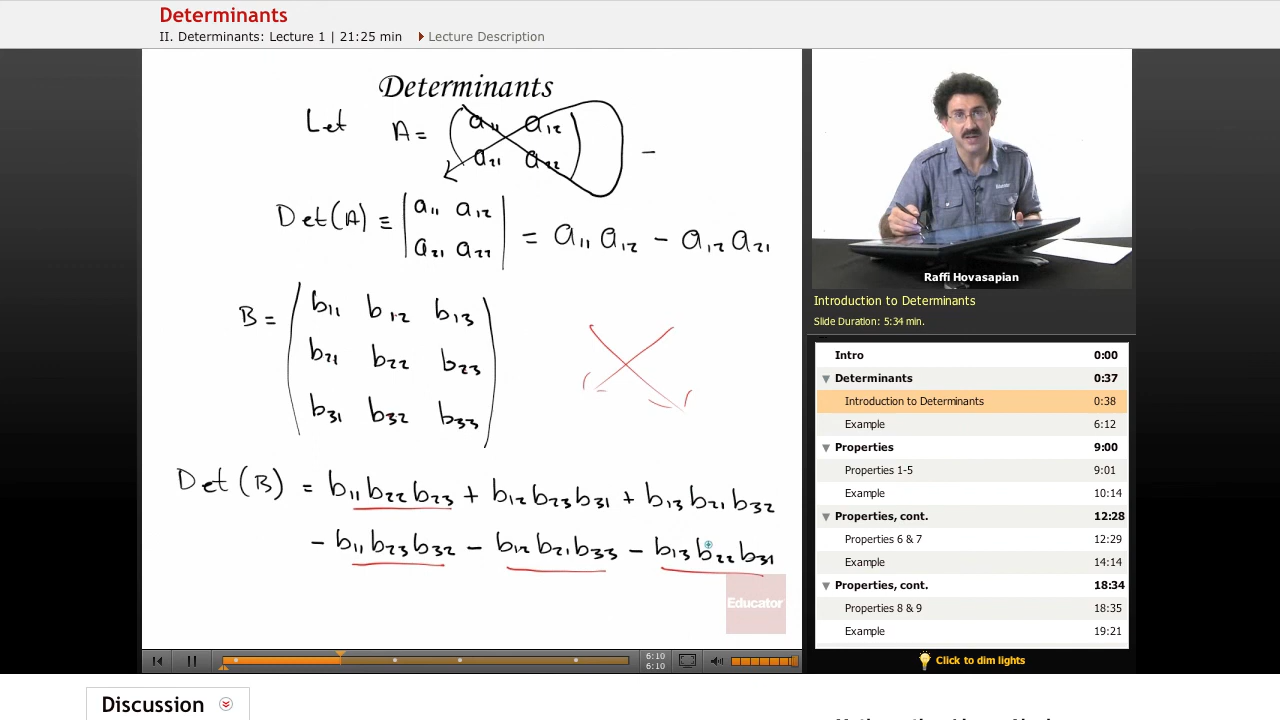 Determinants
II. Determinants: Lecture 1 | 21:25 min
Lecture Description
Determinants
Let A = a11 a12
a21 a22
−
Det(A) ≡ | a11 a12
a21 a22 | = a11 a12 − a12 a21
B = b11 b12 b13
b21 b22 b23
b31 b32 b33
Det(B) = b11 b22 b23 + b12 b23 b31 + b13 b21 b32
− b11 b23 b32 − b12 b21 b33 − b13 b22 b31
Educator
6:10
6:10
Raffi Hovasapian
Introduction to Determinants
Slide Duration: 5:34 min.
Intro 0:00
Determinants 0:37
Introduction to Determinants 0:38
Example 6:12
Properties 9:00
Properties 1-5 9:01
Example 10:14
Properties, cont. 12:28
Properties 6 & 7 12:29
Example 14:14
Properties, cont. 18:34
Properties 8 & 9 18:35
Example 19:21
Click to dim lights
Discussion